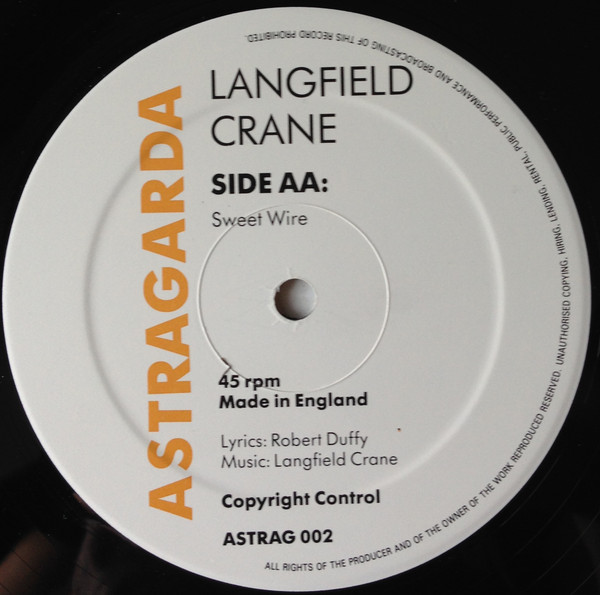 ASTRAGARDA
LANGFIELD
CRANE
SIDE AA:
Sweet Wire
45 rpm
Made in England
Lyrics: Robert Duffy
Music: Langfield Crane
Copyright Control
ASTRAG 002
ALL RIGHTS OF THE PRODUCER AND OF THE OWNER OF THE WORK REPRODUCED RESERVED. UNAUTHORISED COPYING, HIRING, LENDING, RENTAL, PUBLIC PERFORMANCE AND BROADCASTING OF THIS RECORD PROHIBITED.